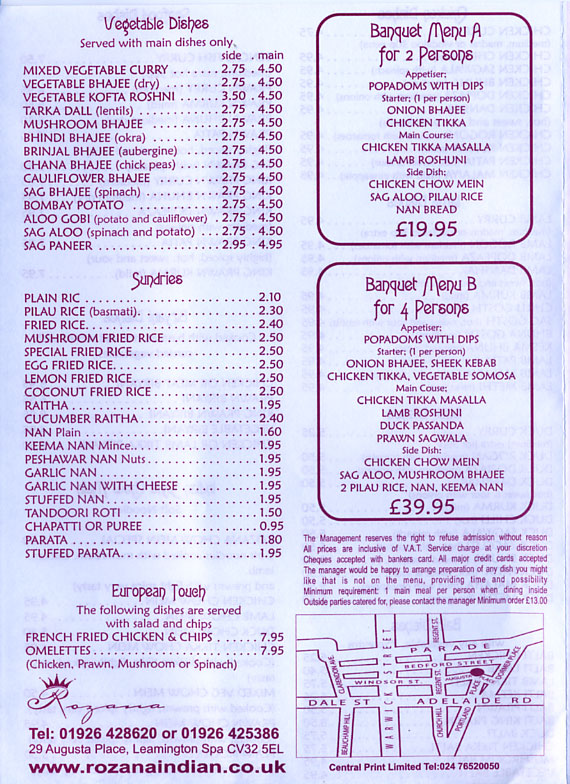 Vegetable Dishes
Served with main dishes only.
side . main
MIXED VEGETABLE CURRY ....... 2.75 . 4.50
VEGETABLE BHAJEE (dry) ......... 2.75 . 4.50
VEGETABLE KOFTA ROSHNI ...... 3.50 . 4.50
TARKA DALL (lentils) ............... 2.75 . 4.50
MUSHROOM BHAJEE ............. 2.75 . 4.50
BHINDI BHAJEE (okra) ............ 2.75 . 4.50
BRINJAL BHAJEE (aubergine) ...... 2.75 . 4.50
CHANA BHAJEE (chick peas) ....... 2.75 . 4.50
CAULIFLOWER BHAJEE ............ 2.75 . 4.50
SAG BHAJEE (spinach) ............. 2.75 . 4.50
BOMBAY POTATO ................. 2.75 . 4.50
ALOO GOBI (potato and cauliflower) . 2.75 . 4.50
SAG ALOO (spinach and potato) ... 2.75 . 4.50
SAG PANEER ...................... 2.95 . 4.95
Sundries
PLAIN RIC ........................... 2.10
PILAU RICE (basmati). .................. 2.30
FRIED RICE. .......................... 2.40
MUSHROOM FRIED RICE .............. 2.50
SPECIAL FRIED RICE. ................... 2.50
EGG FRIED RICE. ...................... 2.50
LEMON FRIED RICE. ................... 2.50
COCONUT FRIED RICE ................ 2.50
RAITHA ............................. 1.95
CUCUMBER RAITHA .................. 2.40
NAN Plain ........................... 1.60
KEEMA NAN Mince.. ................... 1.95
PESHAWAR NAN Nuts .................. 1.95
GARLIC NAN ......................... 1.95
GARLIC NAN WITH CHEESE ............ 1.95
STUFFED NAN ........................ 1.95
TANDOORI ROTI ..................... 1.50
CHAPATTI OR PUREE ................. 0.95
PARATA ............................. 1.80
STUFFED PARATA. ..................... 1.95
European Touch
The following dishes are served
with salad and chips
FRENCH FRIED CHICKEN & CHIPS ...... 7.95
OMELETTES .......................... 7.95
(Chicken, Prawn, Mushroom or Spinach)
Rozana
Tel: 01926 428620 or 01926 425386
29 Augusta Place, Leamington Spa CV32 5EL
www.rozanaindian.co.uk
Banquet Menu A
for 2 Persons
Appetiser:
POPADOMS WITH DIPS
Starter; (1 per person)
ONION BHAJEE
CHICKEN TIKKA
Main Course:
CHICKEN TIKKA MASALLA
LAMB ROSHUNI
Side Dish;
CHICKEN CHOW MEIN
SAG ALOO, PILAU RICE
NAN BREAD
£19.95
Banquet Menu B
for 4 Persons
Appetiser;
POPADOMS WITH DIPS
Starter; (1 per person)
ONION BHAJEE, SHEEK KEBAB
CHICKEN TIKKA, VEGETABLE SOMOSA
Main Couse;
CHICKEN TIKKA MASALLA
LAMB ROSHUNI
DUCK PASSANDA
PRAWN SAGWALA
Side Dish:
CHICKEN CHOW MEIN
SAG ALOO, MUSHROOM BHAJEE
2 PILAU RICE, NAN, KEEMA NAN
£39.95
The Management reserves the right to refuse admission without reason
All prices are inclusive of V.A.T. Service charge at your discretion
Cheques accepted with bankers card. All major credit cards accepted
The manager would be happy to arrange preparation of any dish you might
like that is not on the menu, providing time and possibility
Minimum requirement: 1 main meal per person when dining inside
Outside parties catered for, please contact the manager Minimum order £13.00
PARADE
REGENT ST.
BEDFORD STREET
DORMER PLACE
CLARENDON AVE
WINDSOR ST.
AUGUSTA PLACE
REGENT ST.
WARWICK STREET
DALE ST
ADELAIDE RD
BEAUCHAMP HILL
CHURCH HILL
PORTLAND
Central Print Limited Tel:024 76520050